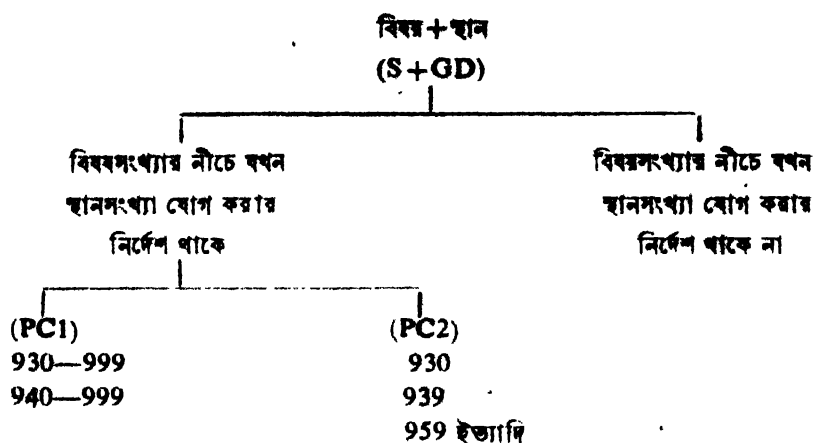 বিষয়+স্থান
(S+GD)
বিষয়সংখ্যার নীচে যখন
স্থানসংখ্যা যোগ করার
নির্দেশ থাকে
বিষয়সংখ্যার নীচে যখন
স্থানসংখ্যা যোগ করার
নির্দেশ থাকে না
(PC1)
930—999
940—999
(PC2)
930
939
959 ইত্যাদি